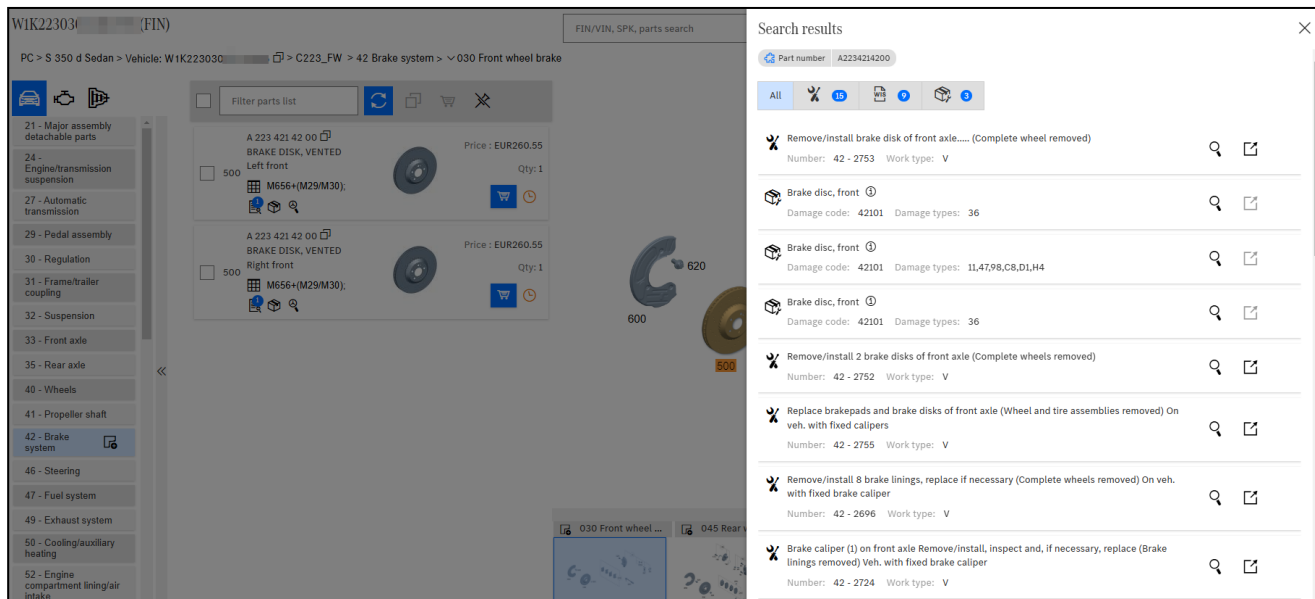 W1K22303 (FIN)
FIN/VIN, SPK, parts search
PC > S 350 d Sedan > Vehicle: W1K223030 > C223_FW > 42 Brake system > 030 Front wheel brake
21 - Major assembly
detachable parts
24 -
Engine/transmission
suspension
27 - Automatic
transmission
29 - Pedal assembly
30 - Regulation
31 - Frame/trailer
coupling
32 - Suspension
33 - Front axle
35 - Rear axle
40 - Wheels
41 - Propeller shaft
42 - Brake
system
46 - Steering
47 - Fuel system
49 - Exhaust system
50 - Cooling/auxiliary
heating
52 - Engine
compartment lining/air
intake
Filter parts list
A 223 421 42 00
BRAKE DISK, VENTED
Left front
500
M656+(M29/M30);
1
Price : EUR260.55
Qty: 1
A 223 421 42 00
BRAKE DISK, VENTED
Right front
500
M656+(M29/M30);
1
Price : EUR260.55
Qty: 1
620
600
500
030 Front wheel ...
045 Rear
Search results
Part number A2234214200
All 15 WIS 9 3
Remove/install brake disk of front axle..... (Complete wheel removed)
Number: 42 - 2753 Work type: V
Brake disc, front
Damage code: 42101 Damage types: 36
Brake disc, front
Damage code: 42101 Damage types: 11,47,98,C8,D1,H4
Brake disc, front
Damage code: 42101 Damage types: 36
Remove/install 2 brake disks of front axle (Complete wheels removed)
Number: 42 - 2752 Work type: V
Replace brakepads and brake disks of front axle (Wheel and tire assemblies removed) On
veh. with fixed calipers
Number: 42 - 2755 Work type: V
Remove/install 8 brake linings, replace if necessary (Complete wheels removed) On veh.
with fixed brake caliper
Number: 42 - 2696 Work type: V
Brake caliper (1) on front axle Remove/install, inspect and, if necessary, replace (Brake
linings removed) Veh. with fixed brake caliper
Number: 42 - 2724 Work type: V